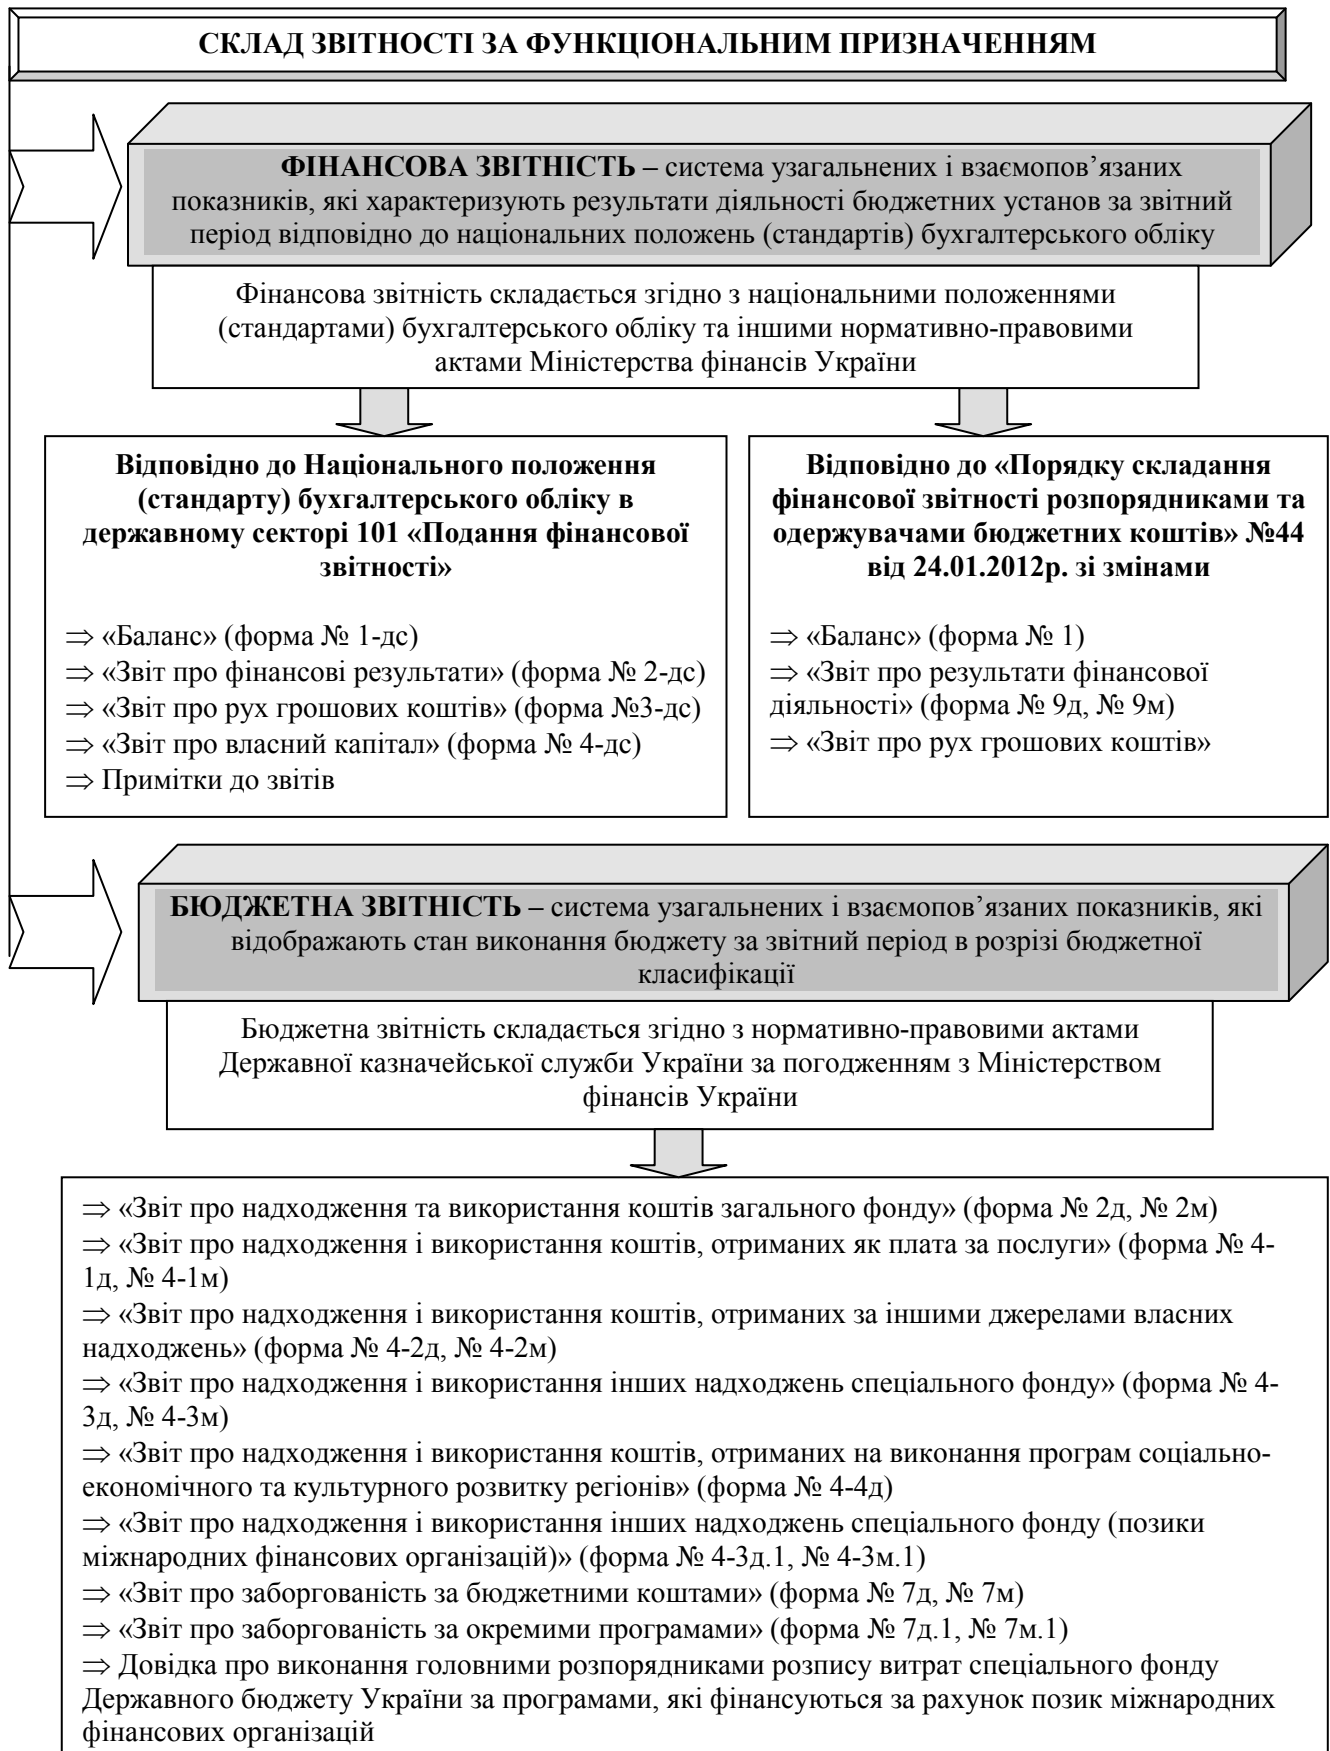 СКЛАД ЗВІТНОСТІ ЗА ФУНКЦІОНАЛЬНИМ ПРИЗНАЧЕННЯМ
ФІНАНСОВА ЗВІТНІСТЬ – система узагальнених і взаємопов’язаних
показників, які характеризують результати діяльності бюджетних установ за звітний
період відповідно до національних положень (стандартів) бухгалтерського обліку
Фінансова звітність складається згідно з національними положеннями
(стандартами) бухгалтерського обліку та іншими нормативно-правовими
актами Міністерства фінансів України
Відповідно до Національного положення
(стандарту) бухгалтерського обліку в
державному секторі 101 «Подання фінансової
звітності»
⇒ «Баланс» (форма № 1-дс)
⇒ «Звіт про фінансові результати» (форма № 2-дс)
⇒ «Звіт про рух грошових коштів» (форма №3-дс)
⇒ «Звіт про власний капітал» (форма № 4-дс)
⇒ Примітки до звітів
Відповідно до «Порядку складання
фінансової звітності розпорядниками та
одержувачами бюджетних коштів» №44
від 24.01.2012р. зі змінами
⇒ «Баланс» (форма № 1)
⇒ «Звіт про результати фінансової
діяльності» (форма № 9д, № 9м)
⇒ «Звіт про рух грошових коштів»
БЮДЖЕТНА ЗВІТНІСТЬ – система узагальнених і взаємопов’язаних показників, які
відображають стан виконання бюджету за звітний період в розрізі бюджетної
класифікації
Бюджетна звітність складається згідно з нормативно-правовими актами
Державної казначейської служби України за погодженням з Міністерством
фінансів України
⇒ «Звіт про надходження та використання коштів загального фонду» (форма № 2д, № 2м)
⇒ «Звіт про надходження і використання коштів, отриманих як плата за послуги» (форма № 4-
1д, № 4-1м)
⇒ «Звіт про надходження і використання коштів, отриманих за іншими джерелами власних
надходжень» (форма № 4-2д, № 4-2м)
⇒ «Звіт про надходження і використання інших надходжень спеціального фонду» (форма № 4-
3д, № 4-3м)
⇒ «Звіт про надходження і використання коштів, отриманих на виконання програм соціально-
економічного та культурного розвитку регіонів» (форма № 4-4д)
⇒ «Звіт про надходження і використання інших надходжень спеціального фонду (позики
міжнародних фінансових організацій)» (форма № 4-3д.1, № 4-3м.1)
⇒ «Звіт про заборгованість за бюджетними коштами» (форма № 7д, № 7м)
⇒ «Звіт про заборгованість за окремими програмами» (форма № 7д.1, № 7м.1)
⇒ Довідка про виконання головними розпорядниками розпису витрат спеціального фонду
Державного бюджету України за програмами, які фінансуються за рахунок позик міжнародних
фінансових організацій